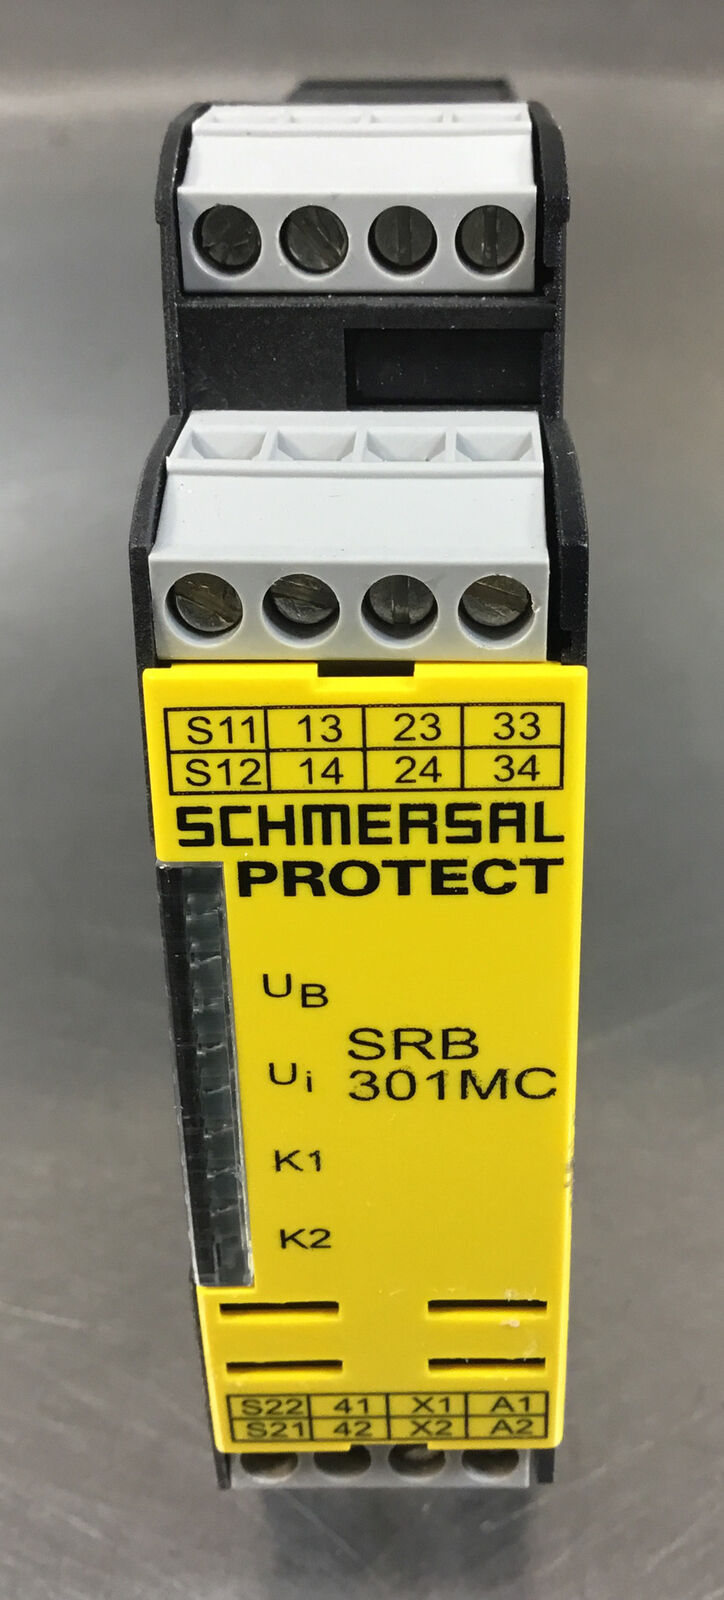 S11 13 23 33
S12 14 24 34
SCHMERSAL
PROTECT
UB
SRB
Ui
301MC
K1
K2
S22 41 X1 A1
S21 42 X2 A2